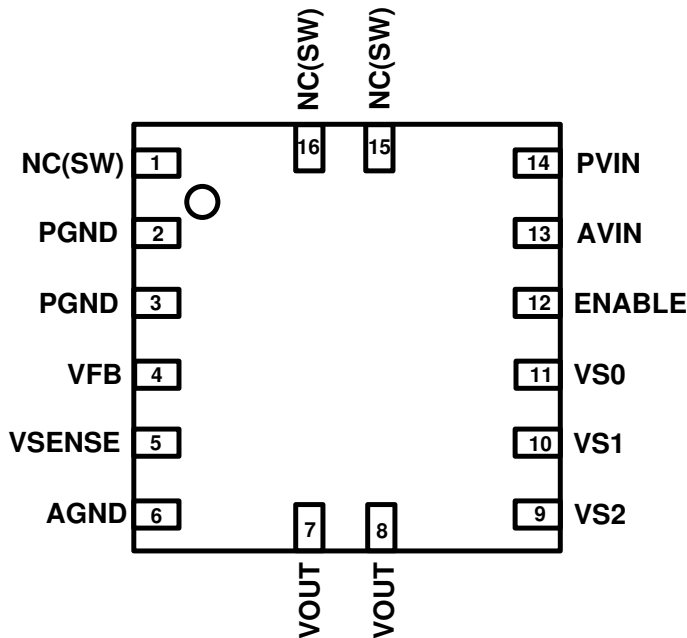 NC(SW)
NC(SW)
16
15
NC(SW) 1
14 PVIN
PGND 2
13 AVIN
PGND 3
12 ENABLE
VFB 4
11 VS0
VSENSE 5
10 VS1
AGND 6
9 VS2
7
8
VOUT
VOUT